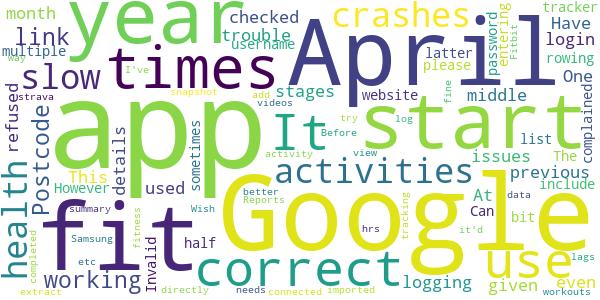 month
year
checked
crashes
April
tracker
Have
link
multiple
times
trouble
username
latter
please
entering
password
Fitbit
login
rowing
way
I've
slow
stages
website
middle
One
complained
ustrava
snapshot
add
videos
refused
app
start
It
fine
try
Before
log
list
activity
view
issues
previous
The
health
Postcode
This
details
However
sometimes
used
activities
At
Can
include
bit
data
better
Reports
Wish
tracking
it'd
fit
Google
use
summary
fitness
Samsung
completed
etc
Invalid
half
hrs
lags
working
correct
logging
given
even
extract
directly
needs
connected
imported
workouts